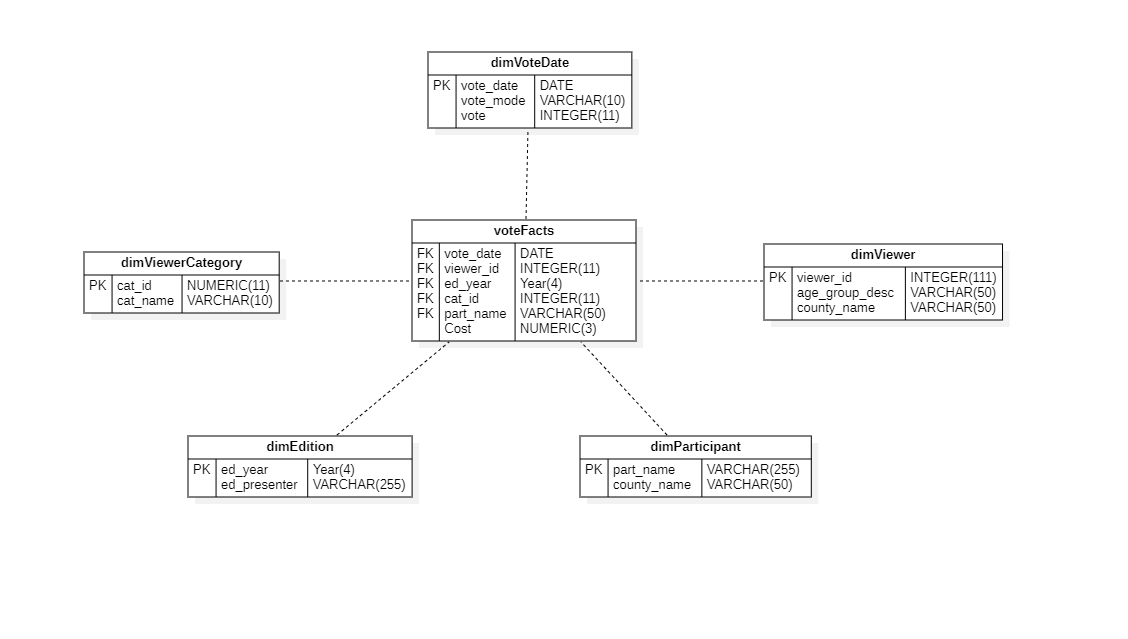 dimVoteDate
PK vote_date DATE
vote_mode VARCHAR(10)
vote INTEGER(11)
voteFacts
FK vote_date DATE
FK viewer_id INTEGER(11)
FK ed_year Year(4)
FK cat_id INTEGER(11)
FK part_name VARCHAR(50)
Cost NUMERIC(3)
dimViewerCategory
PK cat_id NUMERIC(11)
cat_name VARCHAR(10)
dimViewer
PK viewer_id INTEGER(111)
age_group_desc VARCHAR(50)
county_name VARCHAR(50)
dimEdition
PK ed_year Year(4)
ed_presenter VARCHAR(255)
dimParticipant
PK part_name VARCHAR(255)
county_name VARCHAR(50)